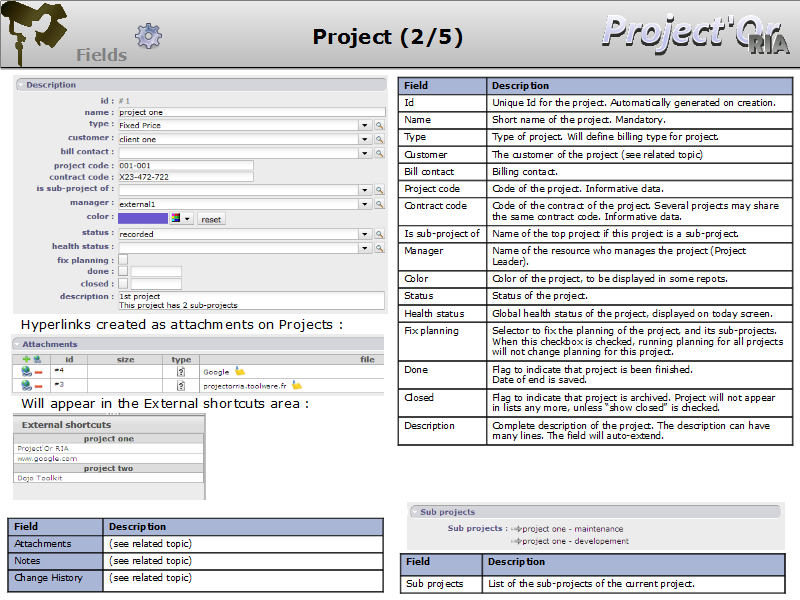 Fields
Project (2/5)
Project'Or
RIA
Description
id : #1
name : project one
type : Fixed Price
customer : client one
bill contact :
project code : 001-001
contract code : X23-472-722
is sub-project of :
manager : external1
color : reset
status : recorded
health status :
fix planning :
done :
closed :
description : 1st project
This project has 2 sub-projects
Hyperlinks created as attachments on Projects :
Attachments
id size type file
#4 Google
#3 projectorria.toolware.fr
Will appear in the External shortcuts area :
External shortcuts
project one
Project'Or RIA
www.google.com
project two
Dojo Toolkit
Field Description
Attachments (see related topic)
Notes (see related topic)
Change History (see related topic)
Field Description
Id Unique Id for the project. Automatically generated on creation.
Name Short name of the project. Mandatory.
Type Type of project. Will define billing type for project.
Customer The customer of the project (see related topic)
Bill contact Billing contact.
Project code Code of the project. Informative data.
Contract code Code of the contract of the project. Several projects may share
the same contract code. Informative data.
Is sub-project of Name of the top project if this project is a sub-project.
Manager Name of the resource who manages the project (Project
Leader).
Color Color of the project, to be displayed in some repots.
Status Status of the project.
Health status Global health status of the project, displayed on today screen.
Fix planning Selector to fix the planning of the project, and its sub-projects.
When this checkbox is checked, running planning for all projects
will not change planning for this project.
Done Flag to indicate that project is been finished.
Date of end is saved.
Closed Flag to indicate that project is archived. Project will not appear
in lists any more, unless “show closed” is checked.
Description Complete description of the project. The description can have
many lines. The field will auto-extend.
Sub projects
Sub projects : project one - maintenance
project one - developement
Field Description
Sub projects List of the sub-projects of the current project.